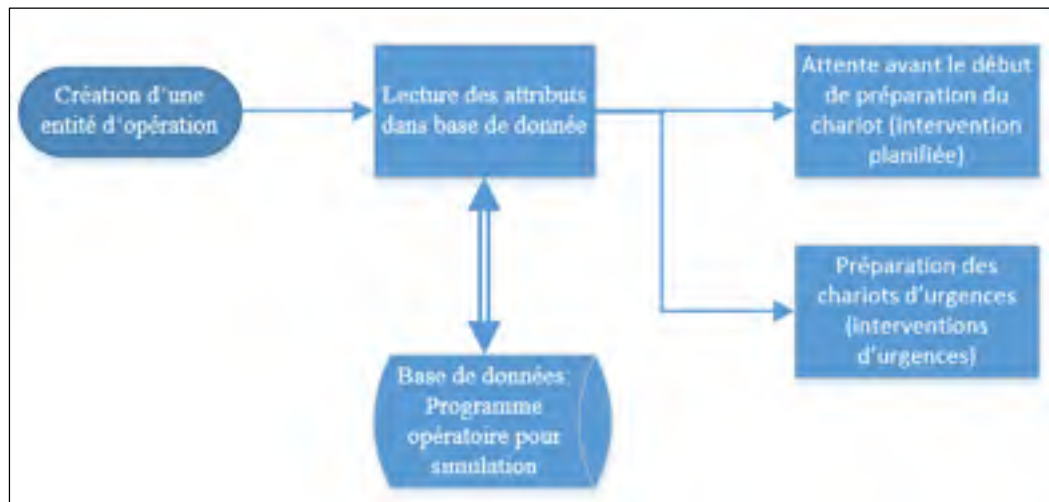 Création d'une
entité d'opération
Lecture des attributs
dans base de donnée
Attente avant le début
de préparation du
chariot (intervention
planifiée)
Préparation des
chariots d'urgences
(interventions
d'urgences)
Base de données:
Programme
opératoire pour
simulation